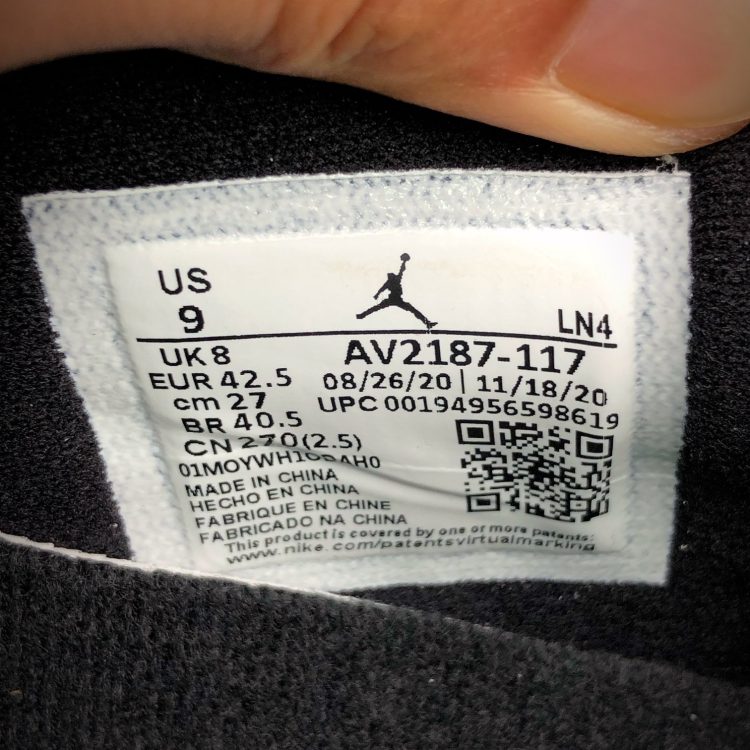 US
9
LN4
UK 8
AV2187-117
EUR 42.5
08/26/20 | 11/18/20
cm 27
UPC 00194956598619
BR 40.5
CN 270(2.5)
MADE IN CHINA
HECHO EN CHINA
FABRIQUE EN CHINE
FABRICADO NA CHINA
This product is covered by one or more patents:
www.nike.com/patentsvirtualmarking